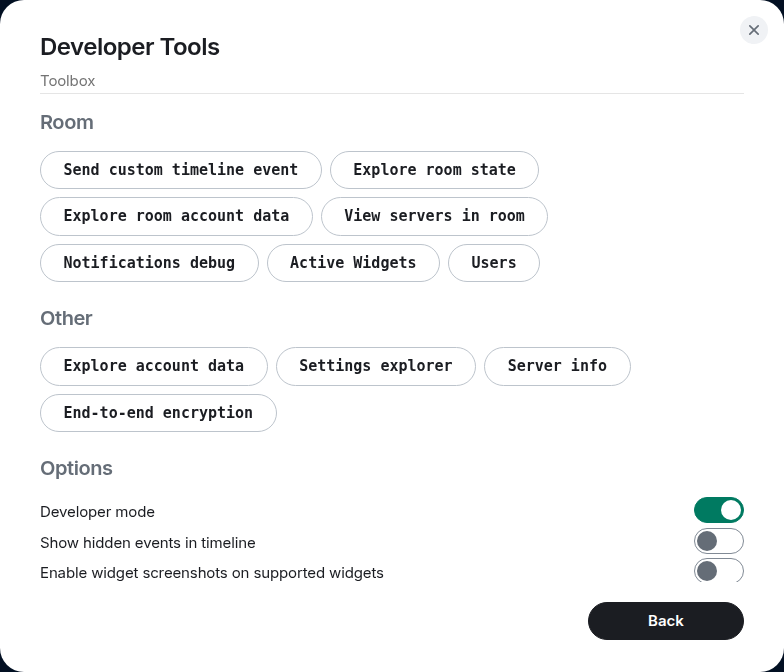 Developer Tools
Toolbox
Room
Send custom timeline event Explore room state
Explore room account data View servers in room
Notifications debug Active Widgets Users
Other
Explore account data Settings explorer Server info
End-to-end encryption
Options
Developer mode
Show hidden events in timeline
Enable widget screenshots on supported widgets
Back